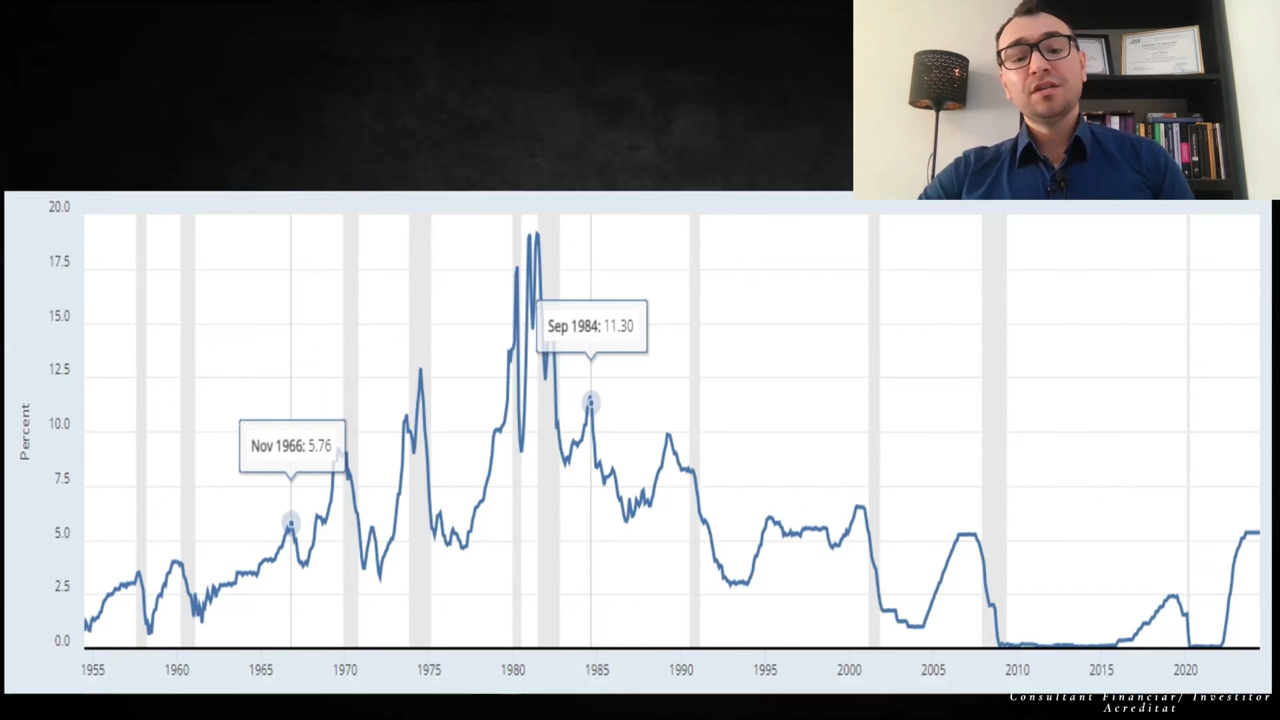 20.0
17.5
15.0
12.5
10.0
7.5
5.0
2.5
0.0
Percent
Nov 1966: 5.76
Sep 1984: 11.30
1955 1960 1965 1970 1975 1980 1985 1990 1995 2000 2005 2010 2015 2020
Consultant Financiar/ Investitor
Acreditat